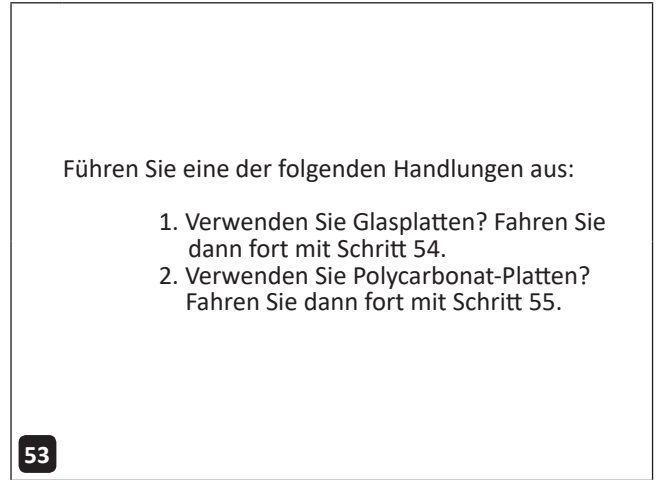 Führen Sie eine der folgenden Handlungen aus:
1. Verwenden Sie Glasplatten? Fahren Sie
dann fort mit Schritt 54.
2. Verwenden Sie Polycarbonat-Platten?
Fahren Sie dann fort mit Schritt 55.
53